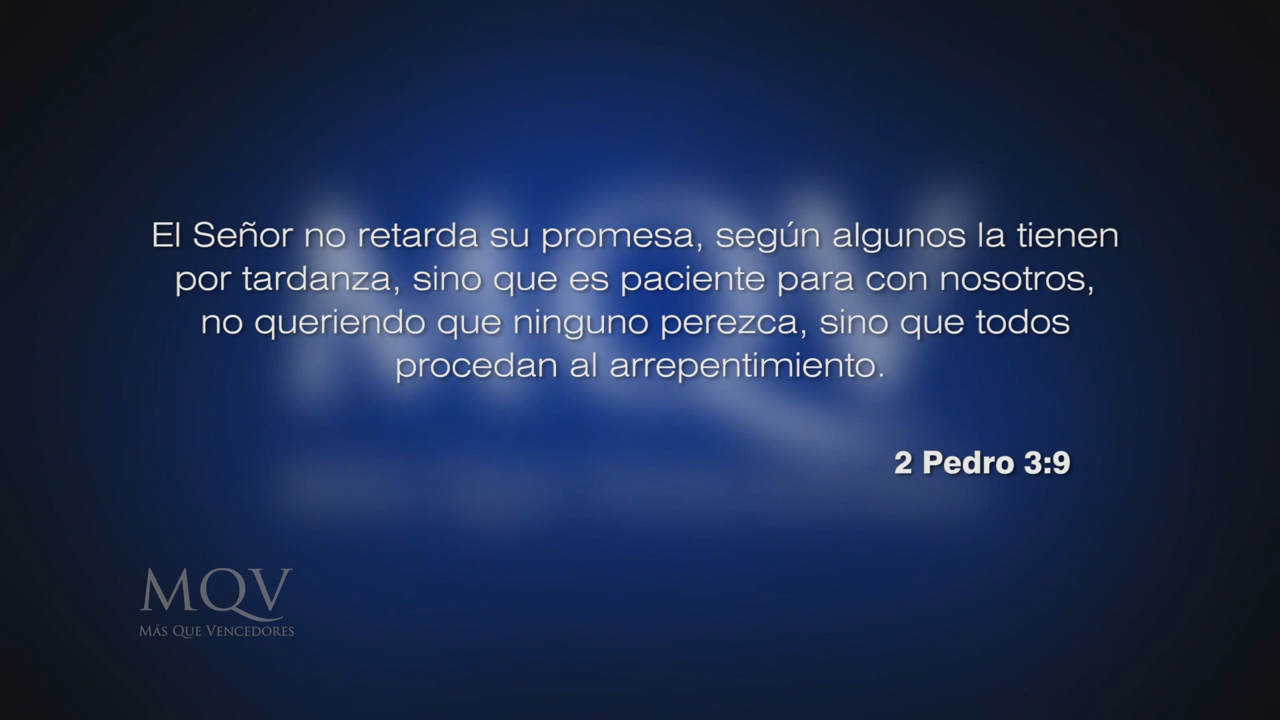 El Señor no retarda su promesa, según algunos la tienen
por tardanza, sino que es paciente para con nosotros,
no queriendo que ninguno perezca, sino que todos
procedan al arrepentimiento.
2 Pedro 3:9
MQV
MÁS QUE VENCEDORES